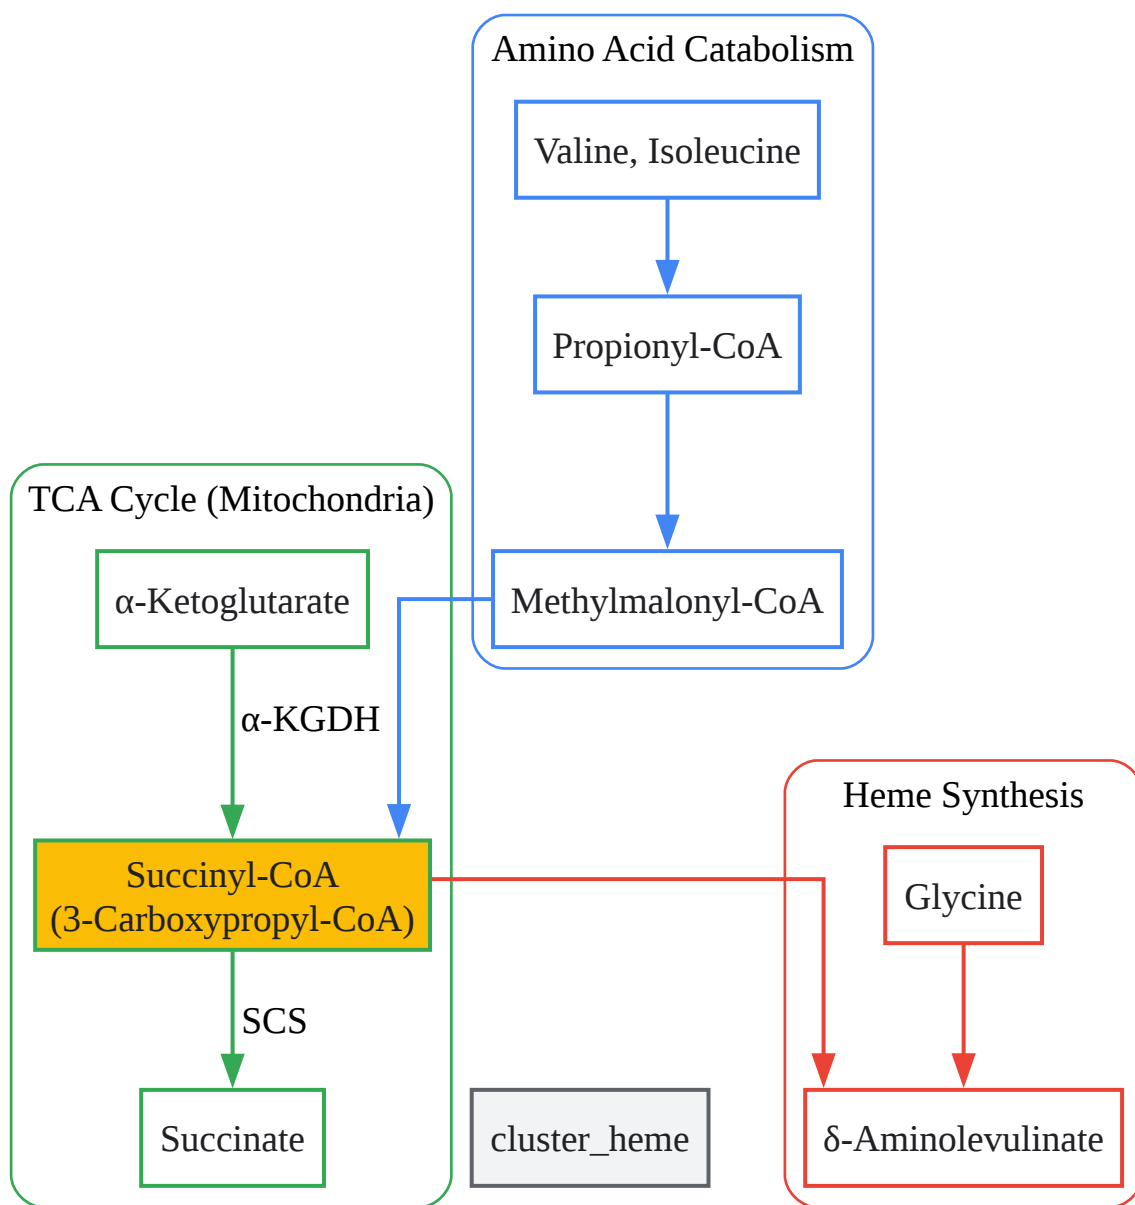 Amino Acid Catabolism
Valine, Isoleucine
Propionyl-CoA
Methylmalonyl-CoA
TCA Cycle (Mitochondria)
α-Ketoglutarate
α-KGDH
Succinyl-CoA
(3-Carboxypropyl-CoA)
SCS
Succinate
cluster_heme
Heme Synthesis
Glycine
δ-Aminolevulinate